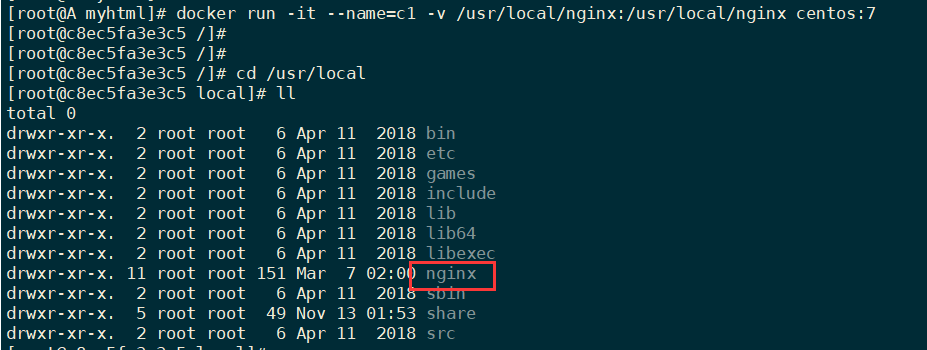 [root@A myhtml]# docker run -it --name=c1 -v /usr/local/nginx:/usr/local/nginx centos:7
[root@c8ec5fa3e3c5 /]#
[root@c8ec5fa3e3c5 /]#
[root@c8ec5fa3e3c5 /]# cd /usr/local
[root@c8ec5fa3e3c5 local]# ll
total 0
drwxr-xr-x.  2 root root   6 Apr 11  2018 bin
drwxr-xr-x.  2 root root   6 Apr 11  2018 etc
drwxr-xr-x.  2 root root   6 Apr 11  2018 games
drwxr-xr-x.  2 root root   6 Apr 11  2018 include
drwxr-xr-x.  2 root root   6 Apr 11  2018 lib
drwxr-xr-x.  2 root root   6 Apr 11  2018 lib64
drwxr-xr-x.  2 root root   6 Apr 11  2018 libexec
drwxr-xr-x. 11 root root 151 Mar  7 02:00 nginx
drwxr-xr-x.  2 root root   6 Apr 11  2018 sbin
drwxr-xr-x.  5 root root  49 Nov 13 01:53 share
drwxr-xr-x.  2 root root   6 Apr 11  2018 src